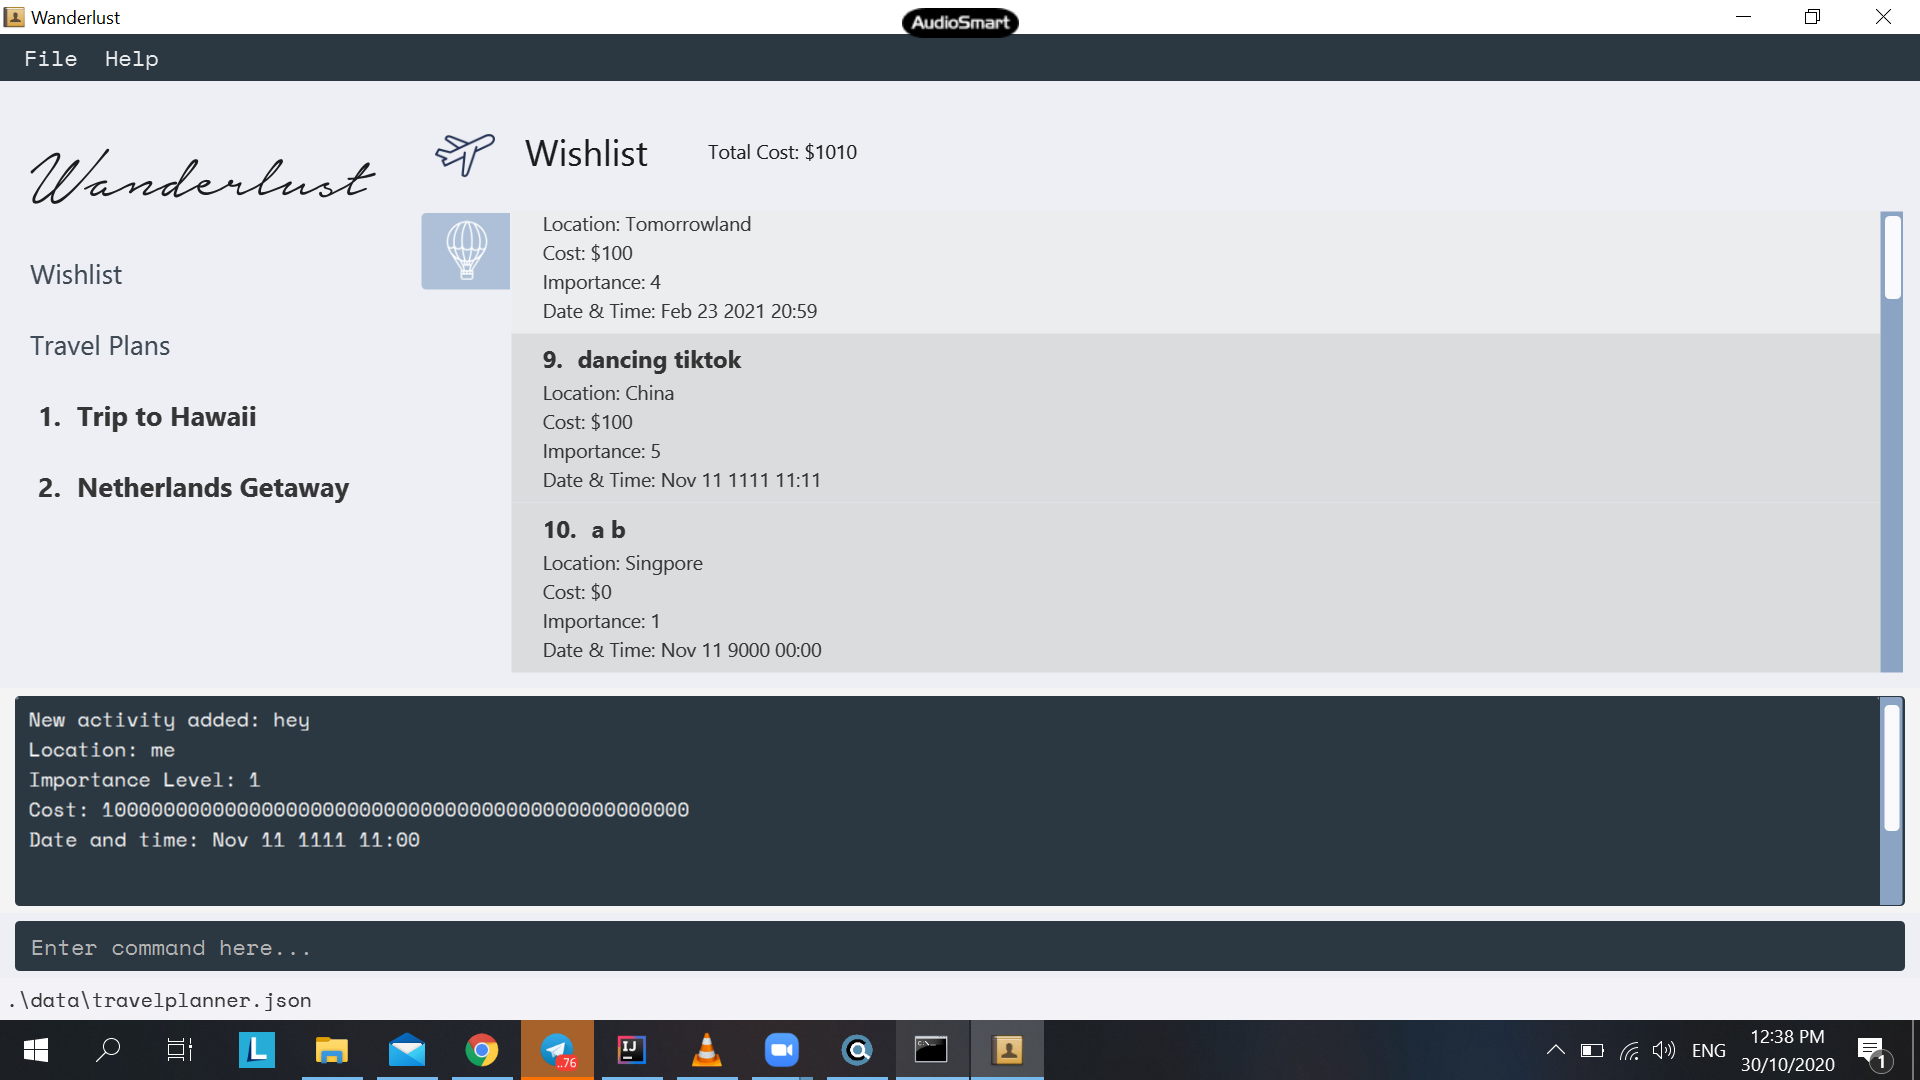 Wanderlust
AudioSmart
File Help
Wanderlust
Wishlist
Travel Plans
1. Trip to Hawaii
2. Netherlands Getaway
Wishlist Total Cost: $1010
Location: Tomorrowland
Cost: $100
Importance: 4
Date & Time: Feb 23 2021 20:59
9. dancing tiktok
Location: China
Cost: $100
Importance: 5
Date & Time: Nov 11 1111 11:11
10. a b
Location: Singpore
Cost: $0
Importance: 1
Date & Time: Nov 11 9000 00:00
New activity added: hey
Location: me
Importance Level: 1
Cost: 100000000000000000000000000000000000000000000000
Date and time: Nov 11 1111 11:00
Enter command here...
.\data\travelplanner.json
L
..76
IJ
ENG
12:38 PM
30/10/2020
1